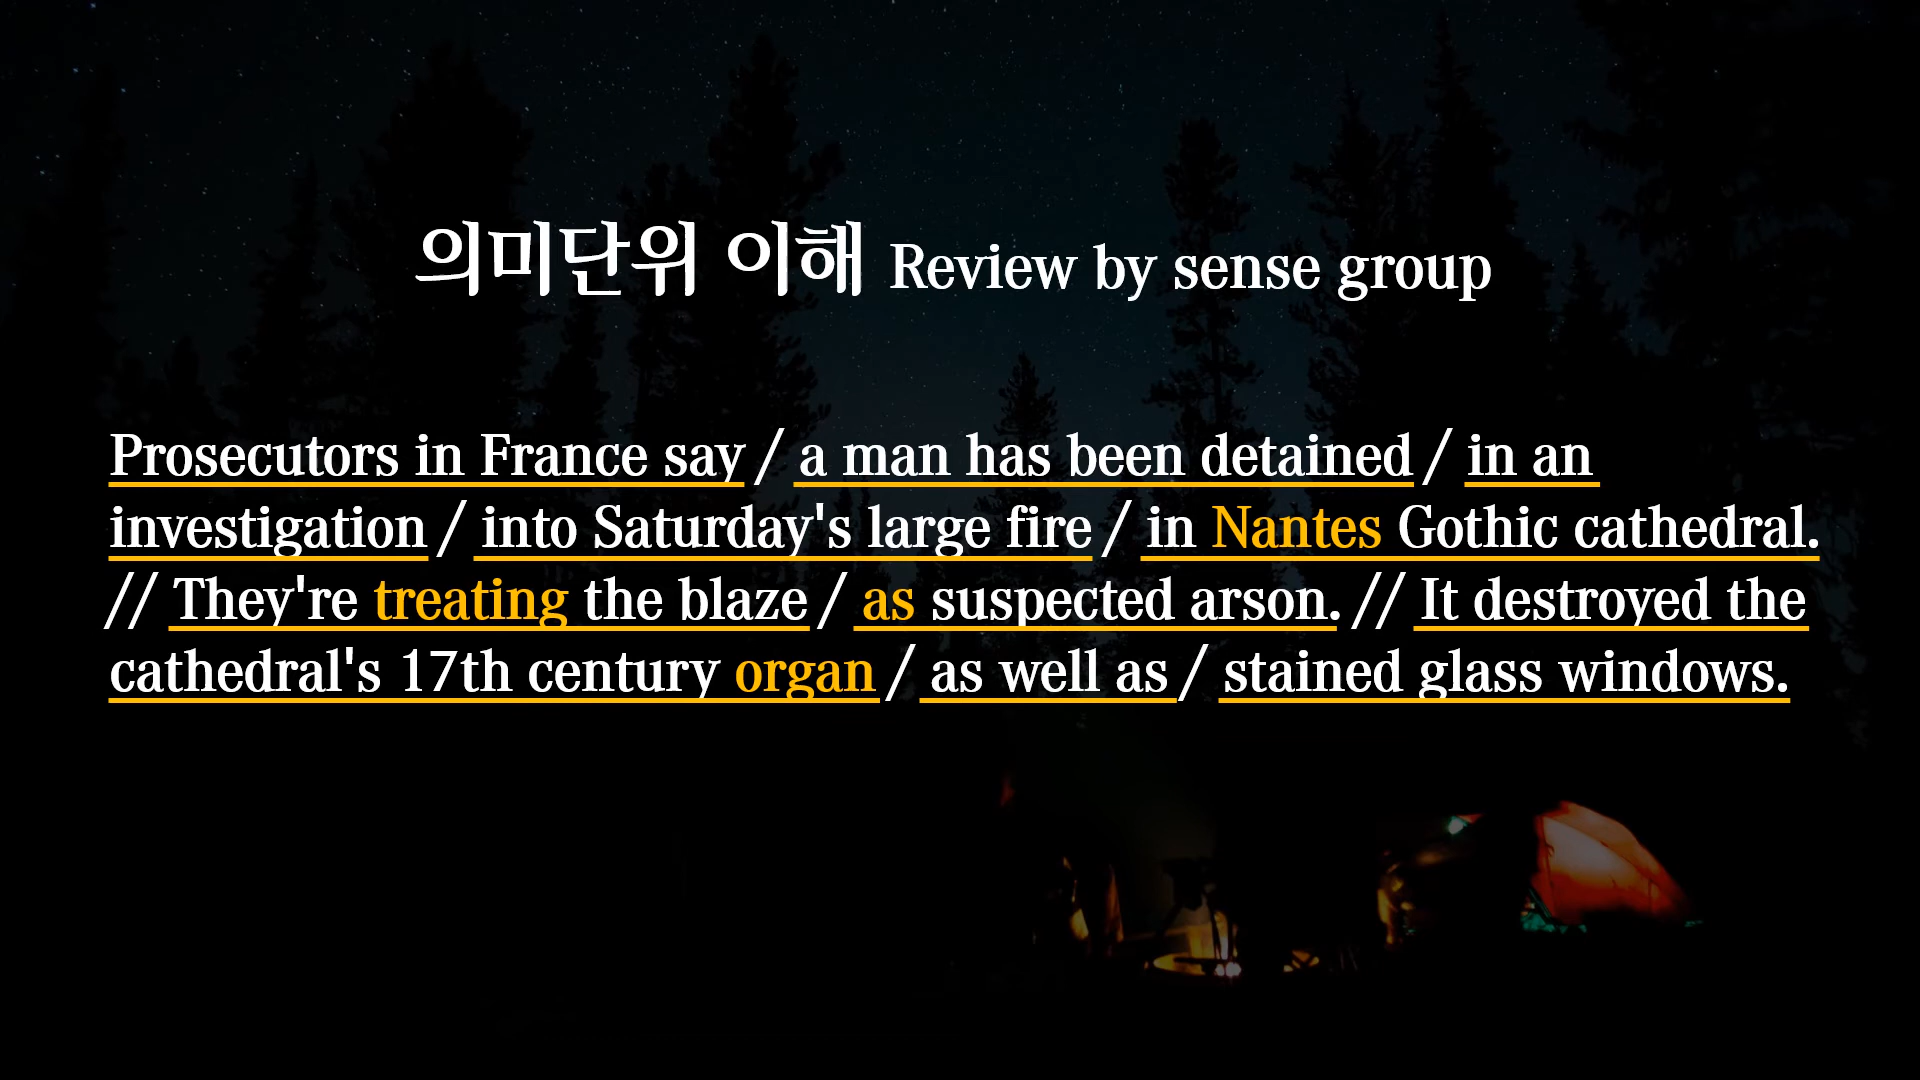 의미단위 이해 Review by sense group
Prosecutors in France say / a man has been detained / in an
investigation / into Saturday's large fire / in Nantes Gothic cathedral.
// They're treating the blaze / as suspected arson. // It destroyed the
cathedral's 17th century organ / as well as / stained glass windows.